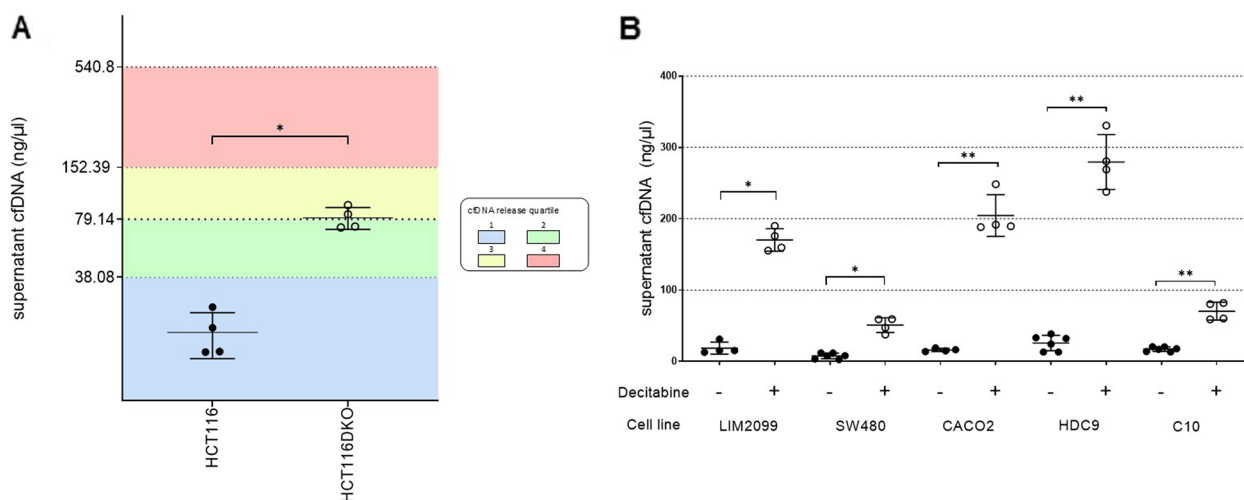 A
supernatant cfDNA (ng/µl)
540.8
152.39
79.14
38.08
*
HCT116
HCT116DKO
cfDNA release quartile
1 2
3 4
B
supernatant cfDNA (ng/µl)
400
300
200
100
0
* * ** ** **
Decitabine - + - + - + - + - +
Cell line LIM2099 SW480 CACO2 HDC9 C10